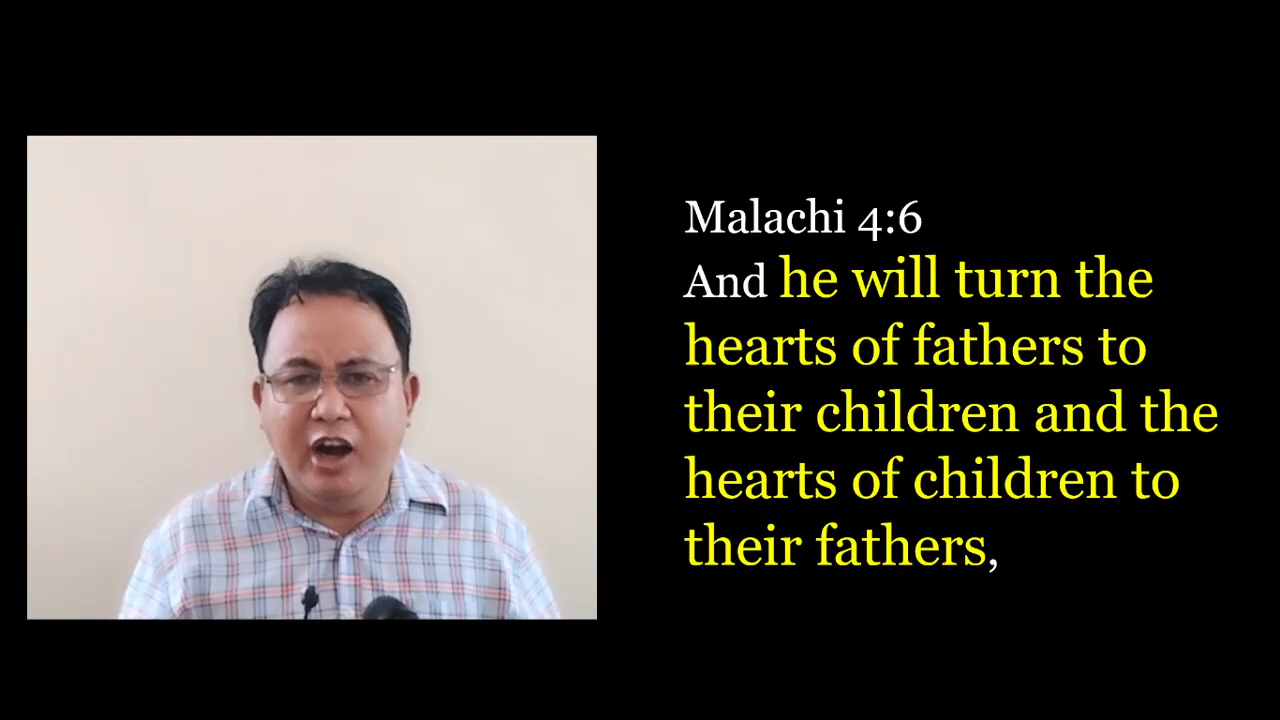 Malachi 4:6
And he will turn the
hearts of fathers to
their children and the
hearts of children to
their fathers,